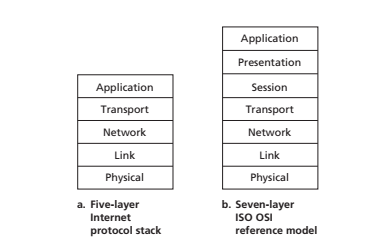 Application
Transport
Network
Link
Physical
a. Five-layer
Internet
protocol stack
Application
Presentation
Session
Transport
Network
Link
Physical
b. Seven-layer
ISO OSI
reference model